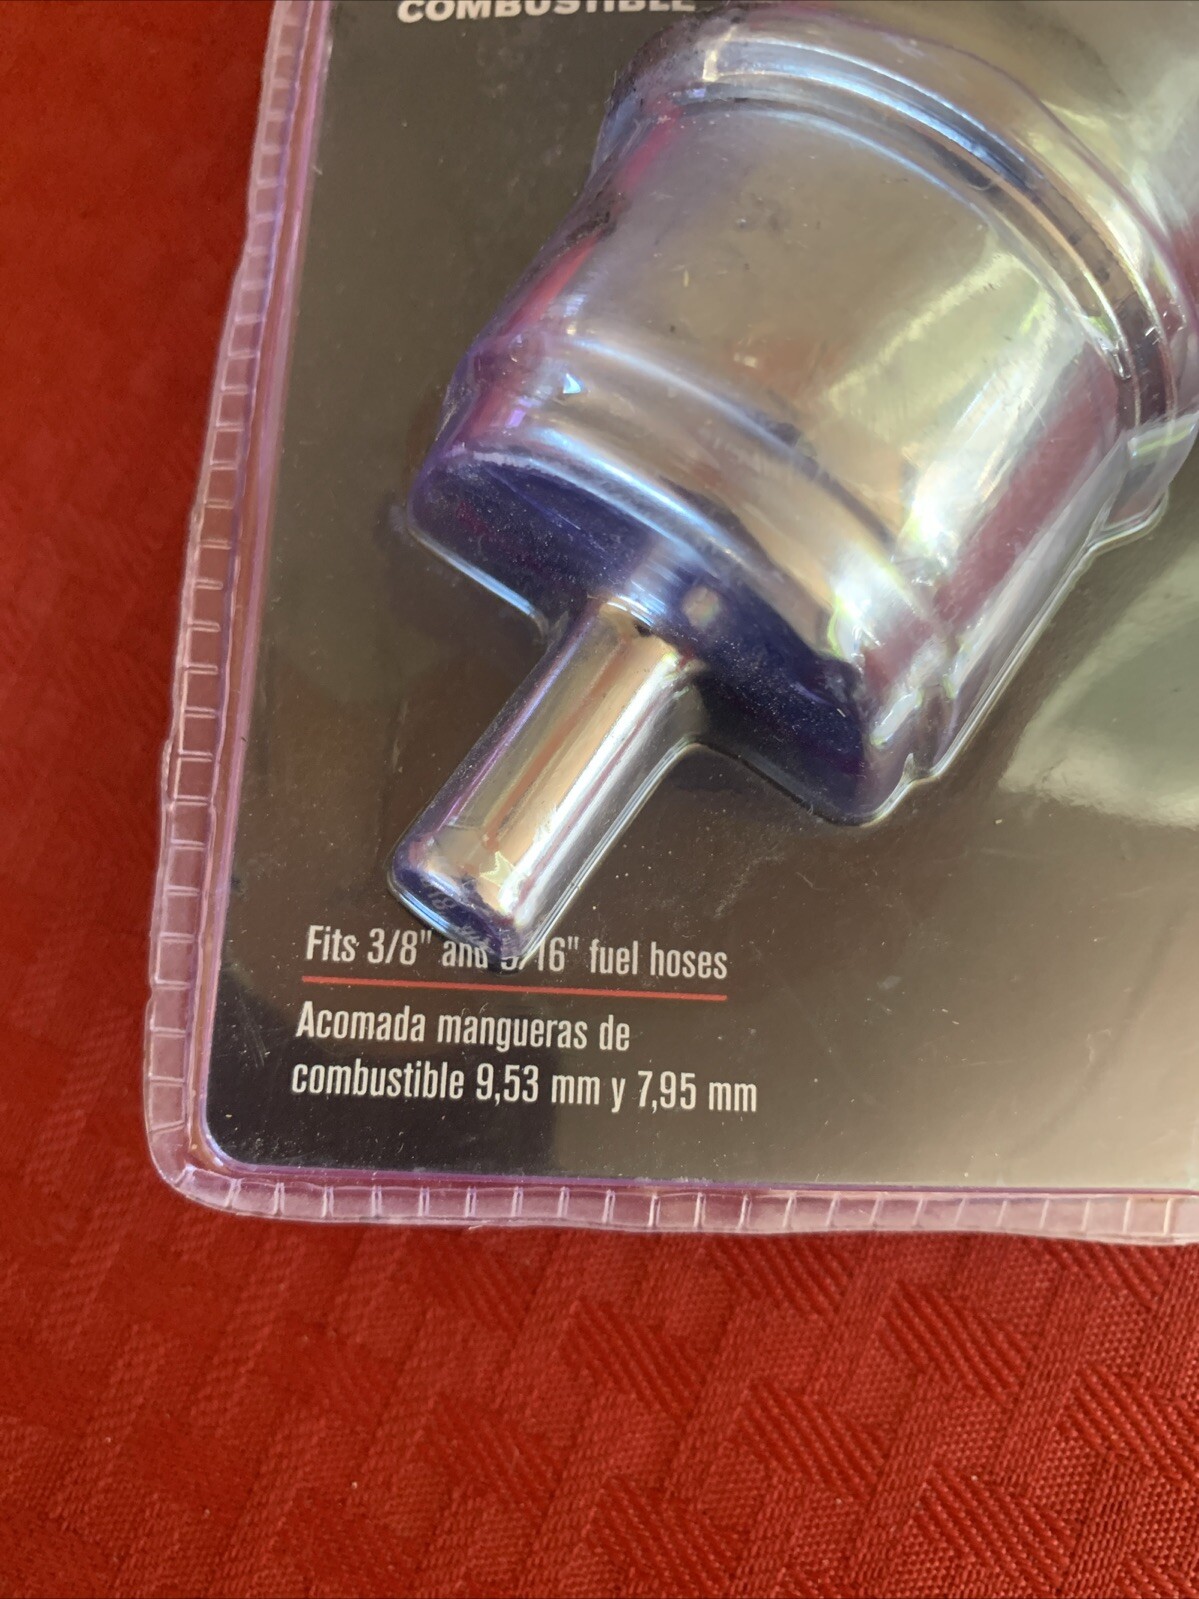 COMBUSTIBLE
Fits 3/8" and 5/16" fuel hoses
Acomada mangueras de
combustible 9,53 mm y 7,95 mm